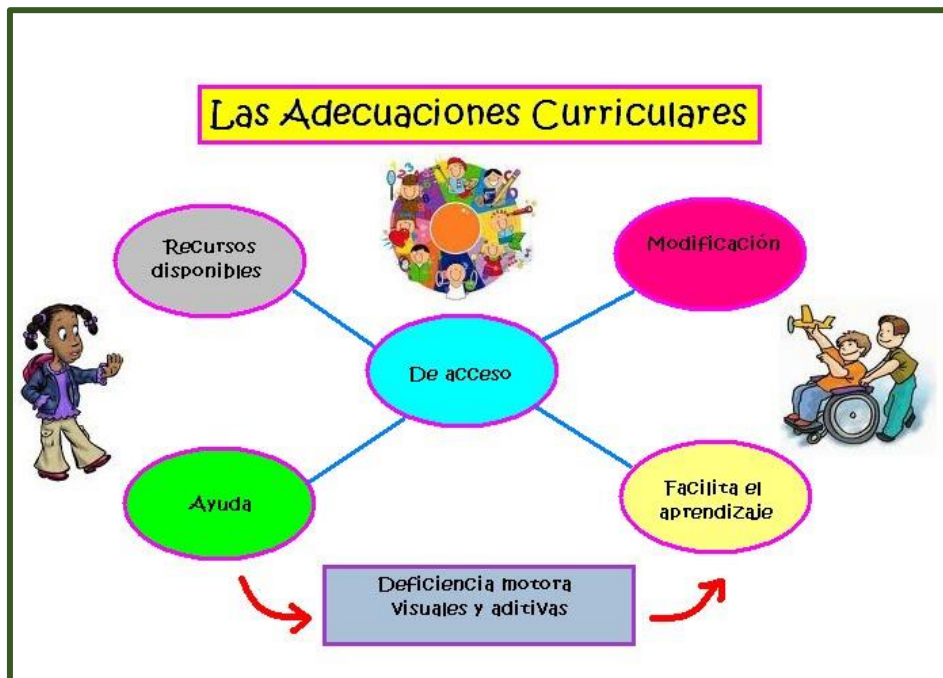 Las Adecuaciones Curriculares
Recursos
disponibles
Modificación
De acceso
Ayuda
Facilita el
aprendizaje
Deficiencia motora
visuales y aditivas